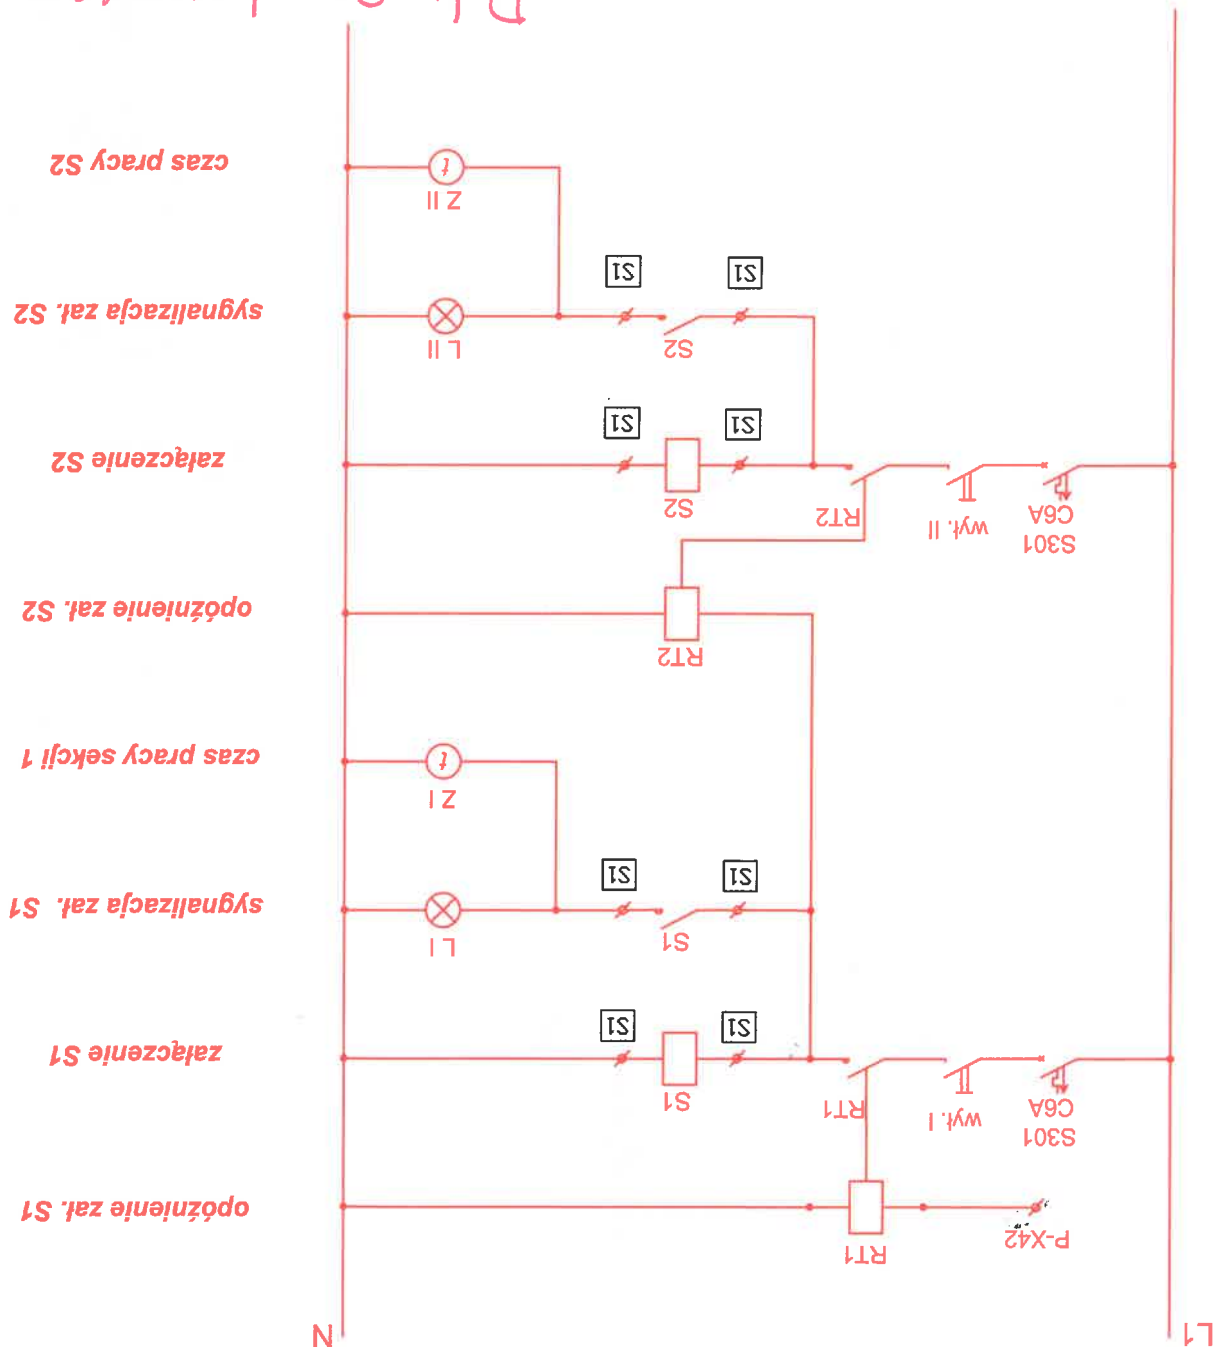 L1
N
P-X42
RT1
opóźnienie zał. S1
S301
C6A
wył. I
RT1
S1
S1
S1
załączenie S1
S1
S1
S1
L I
sygnalizacja zał. S1
Z I
t
czas pracy sekcji 1
RT2
opóźnienie zał. S2
S301
C6A
wył. II
RT2
S2
S1
S1
załączenie S2
S2
S1
S1
L II
sygnalizacja zał. S2
Z II
t
czas pracy S2